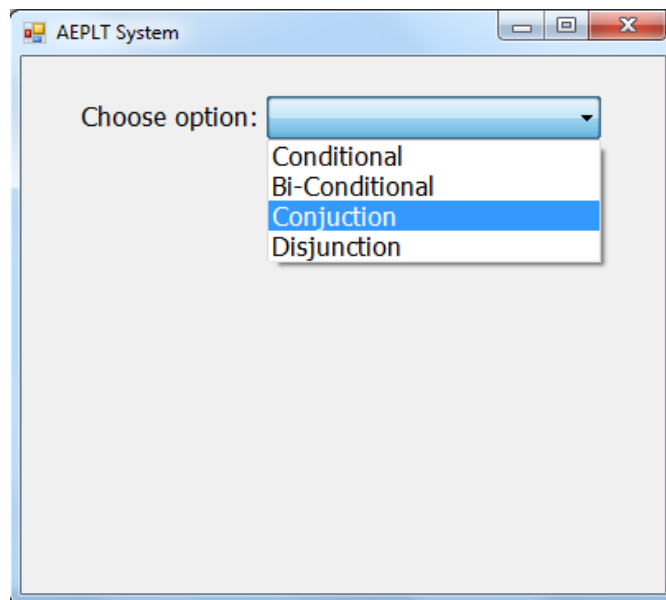 AEPLT System
Choose option:
Conditional
Bi-Conditional
Conjuction
Disjunction